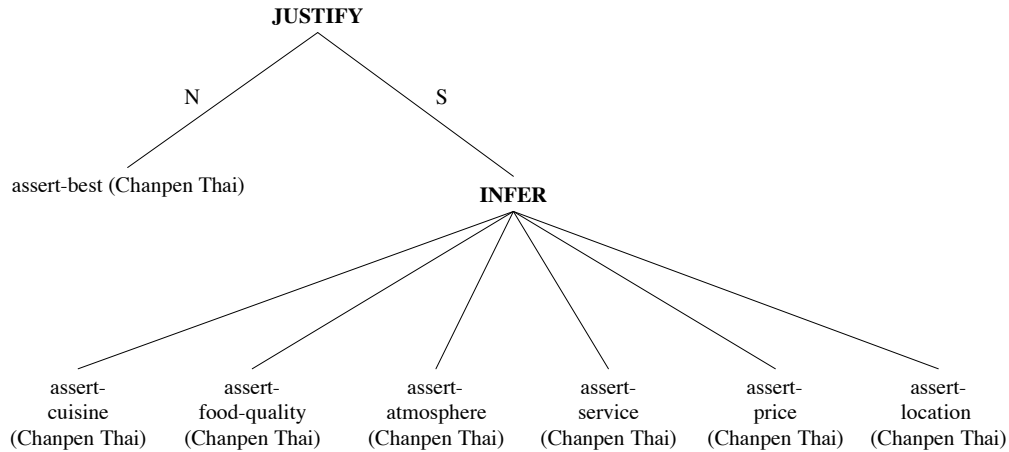 JUSTIFY
N
S
assert-best (Chanpen Thai)
INFER
assert-
cuisine
(Chanpen Thai)
assert-
food-quality
(Chanpen Thai)
assert-
atmosphere
(Chanpen Thai)
assert-
service
(Chanpen Thai)
assert-
price
(Chanpen Thai)
assert-
location
(Chanpen Thai)